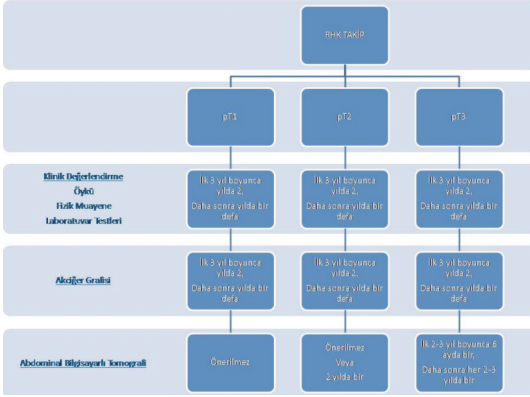 RHK TAKİP
pT1
pT2
pT3
Klinik Değerlendirme
Öykü
Fizik Muayene
Laboratuvar Testleri
İlk 3 yıl boyunca
yılda 2,
Daha sonra yılda bir
defa
İlk 3 yıl boyunca
yılda 2,
Daha sonra yılda bir
defa
İlk 3 yıl boyunca
yılda 2,
Daha sonra yılda bir
defa
Akciğer Grafisi
İlk 3 yıl boyunca
yılda 2,
Daha sonra yılda bir
defa
İlk 3 yıl boyunca
yılda 2,
Daha sonra yılda bir
defa
İlk 3 yıl boyunca
yılda 2,
Daha sonra yılda bir
defa
Abdominal Bilgisayarlı Tomografi
Önerilmez
Önerilmez
Veya
2 yılda bir
İlk 2-3 yıl boyunca 6
ayda bir,
Daha sonra her 2-3
yılda bir